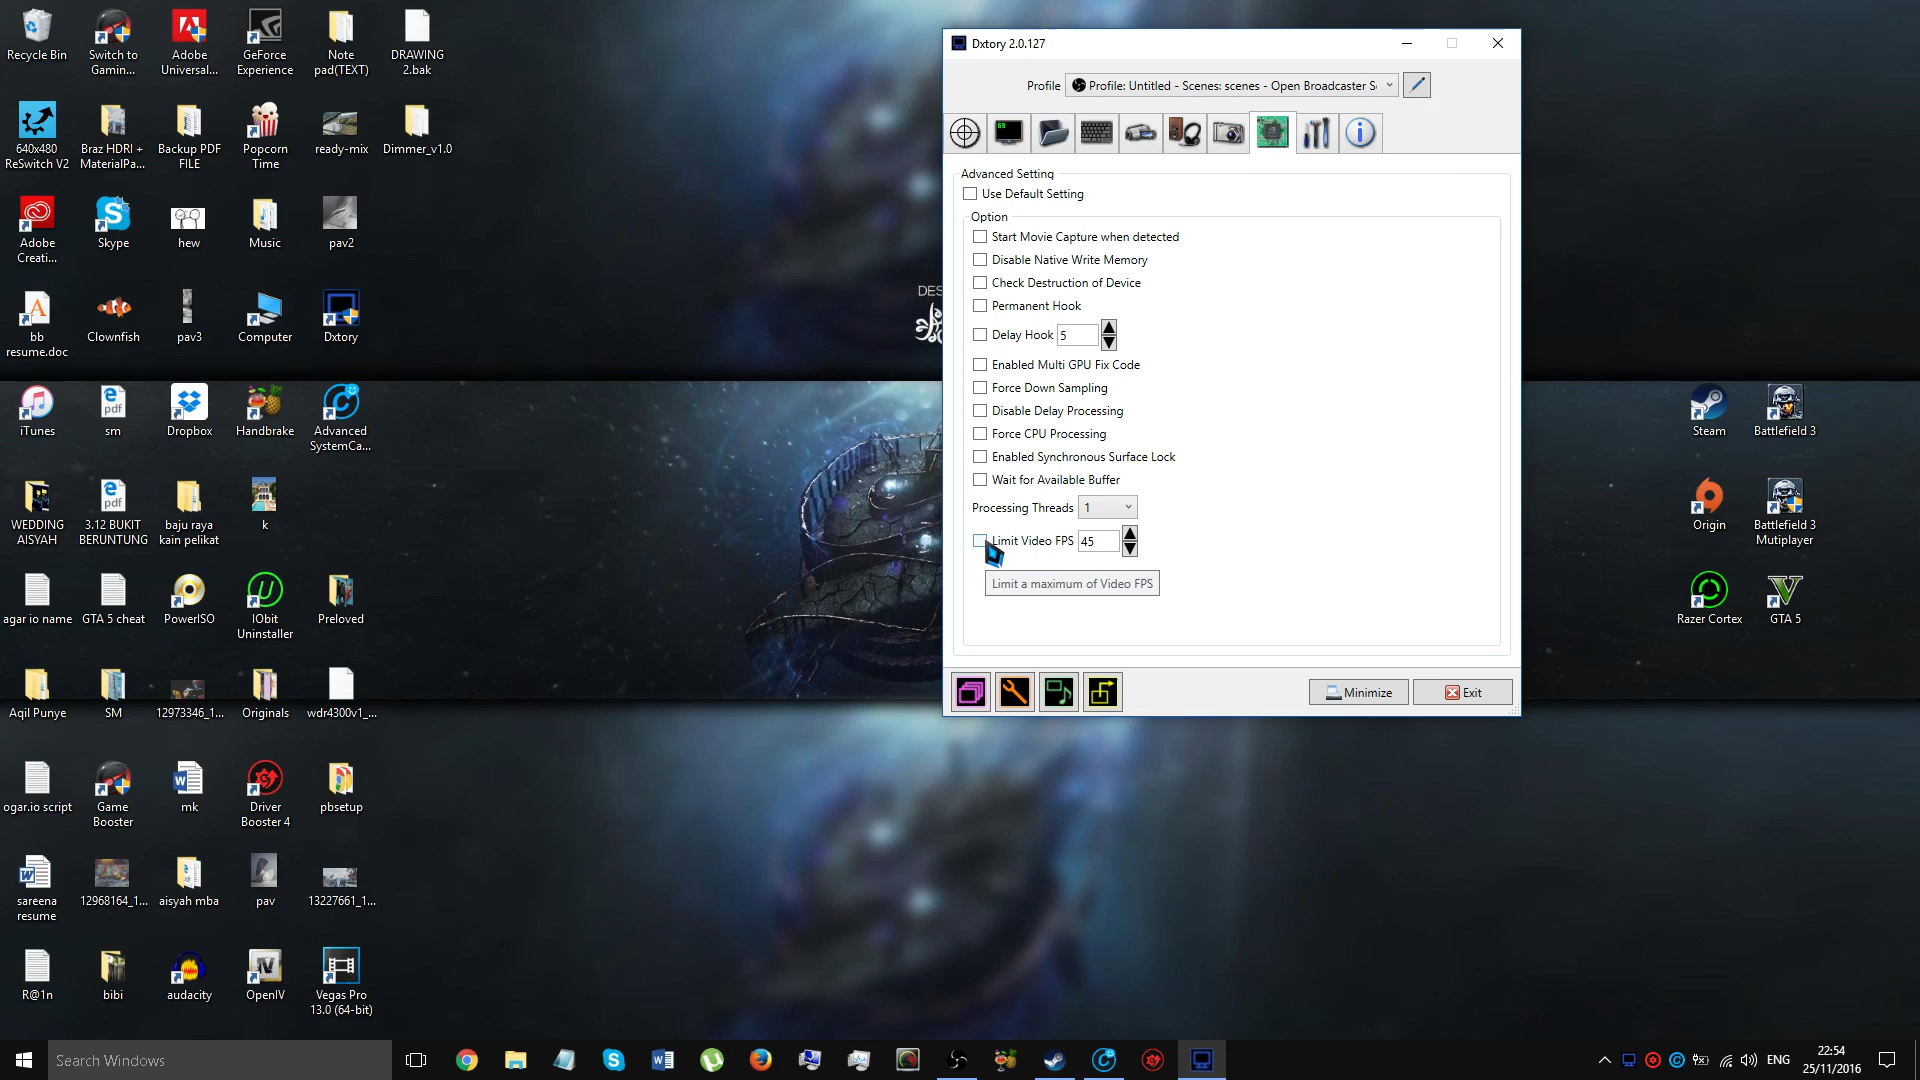 Recycle Bin
Switch to
Gamin...
Adobe
Universal...
GeForce
Experience
Note
pad(TEXT)
DRAWING
2.bak
640x480
ReSwitch V2
Braz HDRI +
MaterialPa...
Backup PDF
FILE
Popcorn
Time
ready-mix
Dimmer_v1.0
Adobe
Creati...
Skype
hew
Music
pav2
bb
resume.doc
Clownfish
pav3
Computer
Dxtory
iTunes
sm
Dropbox
Handbrake
Advanced
SystemCa...
WEDDING
AISYAH
3.12 BUKIT
BERUNTUNG
baju raya
kain pelikat
k
agar io name
GTA 5 cheat
PowerISO
IObit
Uninstaller
Preloved
Aqil Punye
SM
12973346_1...
Originals
wdr4300v1_...
ogar.io script
Game
Booster
mk
Driver
Booster 4
pbsetup
sareena
resume
12968164_1...
aisyah mba
pav
13227661_1...
R@1n
bibi
audacity
OpenIV
Vegas Pro
13.0 (64-bit)
DES
Dxtory 2.0.127
Profile
Profile: Untitled - Scenes: scenes - Open Broadcaster S
Advanced Setting
Use Default Setting
Option
Start Movie Capture when detected
Disable Native Write Memory
Check Destruction of Device
Permanent Hook
Delay Hook 5
Enabled Multi GPU Fix Code
Force Down Sampling
Disable Delay Processing
Force CPU Processing
Enabled Synchronous Surface Lock
Wait for Available Buffer
Processing Threads 1
Limit Video FPS 45
Limit a maximum of Video FPS
Minimize
Exit
Steam
Battlefield 3
Origin
Battlefield 3
Mutiplayer
Razer Cortex
GTA 5
Search Windows
ENG
22:54
25/11/2016